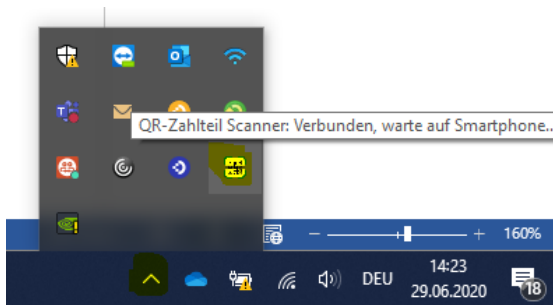 QR-Zahlteil Scanner: Verbunden, warte auf Smartphone..
160%
DEU
14:23
29.06.2020
18